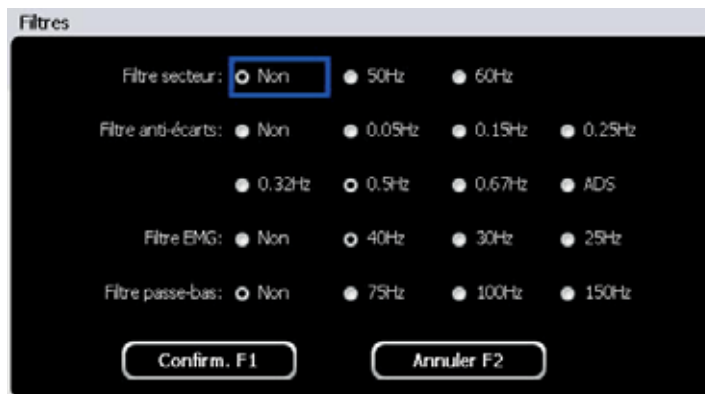 Filtres
Filtre secteur: Non 50Hz 60Hz
Filtre anti-écarts: Non 0.05Hz 0.15Hz 0.25Hz
0.32Hz 0.5Hz 0.67Hz ADS
Filtre EMG: Non 40Hz 30Hz 25Hz
Filtre passe-bas: Non 75Hz 100Hz 150Hz
Confirm. F1 Annuler F2